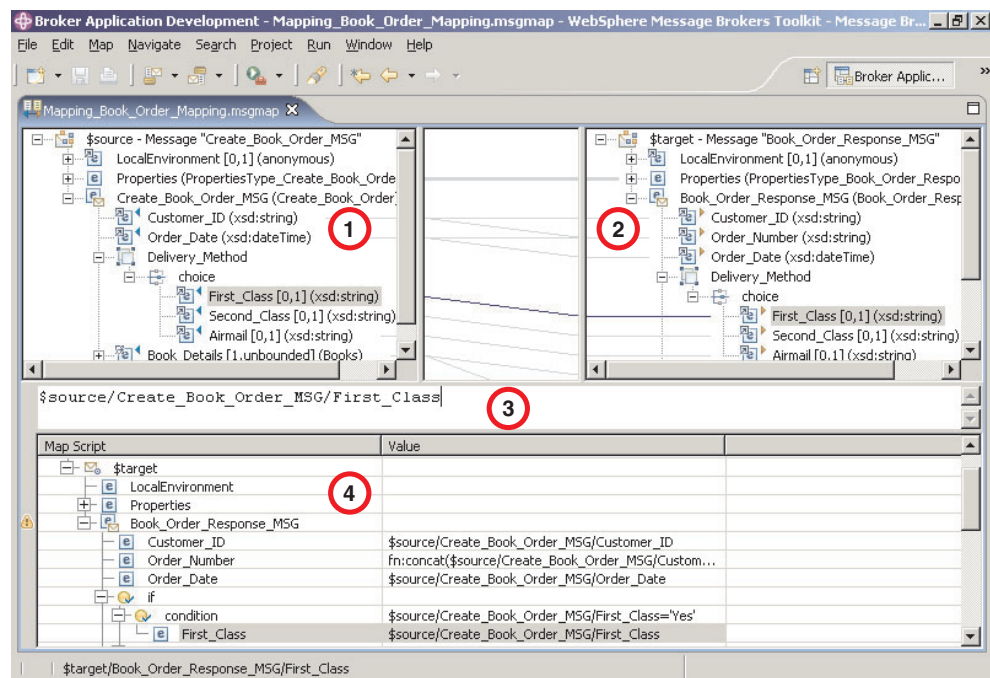 Broker Application Development - Mapping_Book_Order_Mapping.msgmap - WebSphere Message Brokers Toolkit - Message Br...
File Edit Map Navigate Search Project Run Window Help
Broker Applic... »
Mapping_Book_Order_Mapping.msgmap
$source - Message "Create_Book_Order_MSG"
LocalEnvironment [0,1] (anonymous)
Properties (PropertiesType_Create_Book_Orde
Create_Book_Order_MSG (Create_Book_Order
Customer_ID (xsd:string)
Order_Date (xsd:dateTime)
Delivery_Method
choice
First_Class [0,1] (xsd:string)
Second_Class [0,1] (xsd:string)
Airmail [0,1] (xsd:string)
Book_Details [1,unbounded] (Books)
1
$target - Message "Book_Order_Response_MSG"
LocalEnvironment [0,1] (anonymous)
Properties (PropertiesType_Book_Order_Respo
Book_Order_Response_MSG (Book_Order_Resp
Customer_ID (xsd:string)
Order_Number (xsd:string)
Order_Date (xsd:dateTime)
Delivery_Method
choice
First_Class [0,1] (xsd:string)
Second_Class [0,1] (xsd:string)
Airmail [0,1] (xsd:string)
2
$source/Create_Book_Order_MSG/First_Class
3
Map Script Value
$target
LocalEnvironment
Properties
4
Book_Order_Response_MSG
Customer_ID $source/Create_Book_Order_MSG/Customer_ID
Order_Number fn:concat($source/Create_Book_Order_MSG/Custom...
Order_Date $source/Create_Book_Order_MSG/Order_Date
if
condition $source/Create_Book_Order_MSG/First_Class='Yes'
First_Class $source/Create_Book_Order_MSG/First_Class
$target/Book_Order_Response_MSG/First_Class